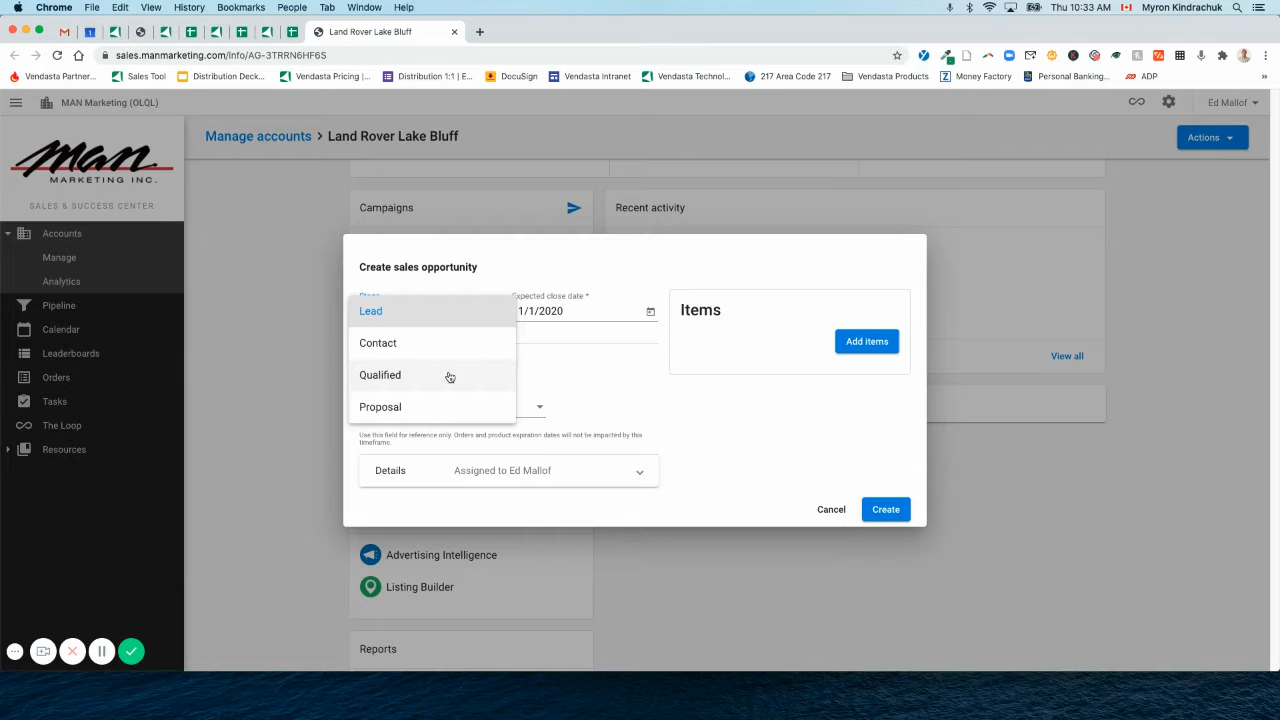 Chrome File Edit View History Bookmarks People Tab Window Help
Thu 10:33 AM Myron Kindrachuk
Land Rover Lake Bluff
sales.manmarketing.com/info/AG-3TRRN6HF6S
Vendasta Partner... Sales Tool Distribution Deck... Vendasta Pricing |... Distribution 1:1 | E... DocuSign Vendasta Intranet Vendasta Technol... 217 Area Code 217 Vendasta Products Money Factory Personal Banking... ADP
MAN Marketing (OLQL)
Ed Mallof
man
MARKETING INC.
SALES & SUCCESS CENTER
Manage accounts > Land Rover Lake Bluff
Actions
Accounts
Manage
Analytics
Pipeline
Calendar
Leaderboards
Orders
Tasks
The Loop
Resources
Campaigns
Recent activity
View all
Create sales opportunity
Expected close date *
1/1/2020
Lead
Contact
Qualified
Proposal
Items
Add items
Use this field for reference only. Orders and product expiration dates will not be impacted by this
timeframe.
Details Assigned to Ed Mallof
Cancel Create
Advertising Intelligence
Listing Builder
Reports